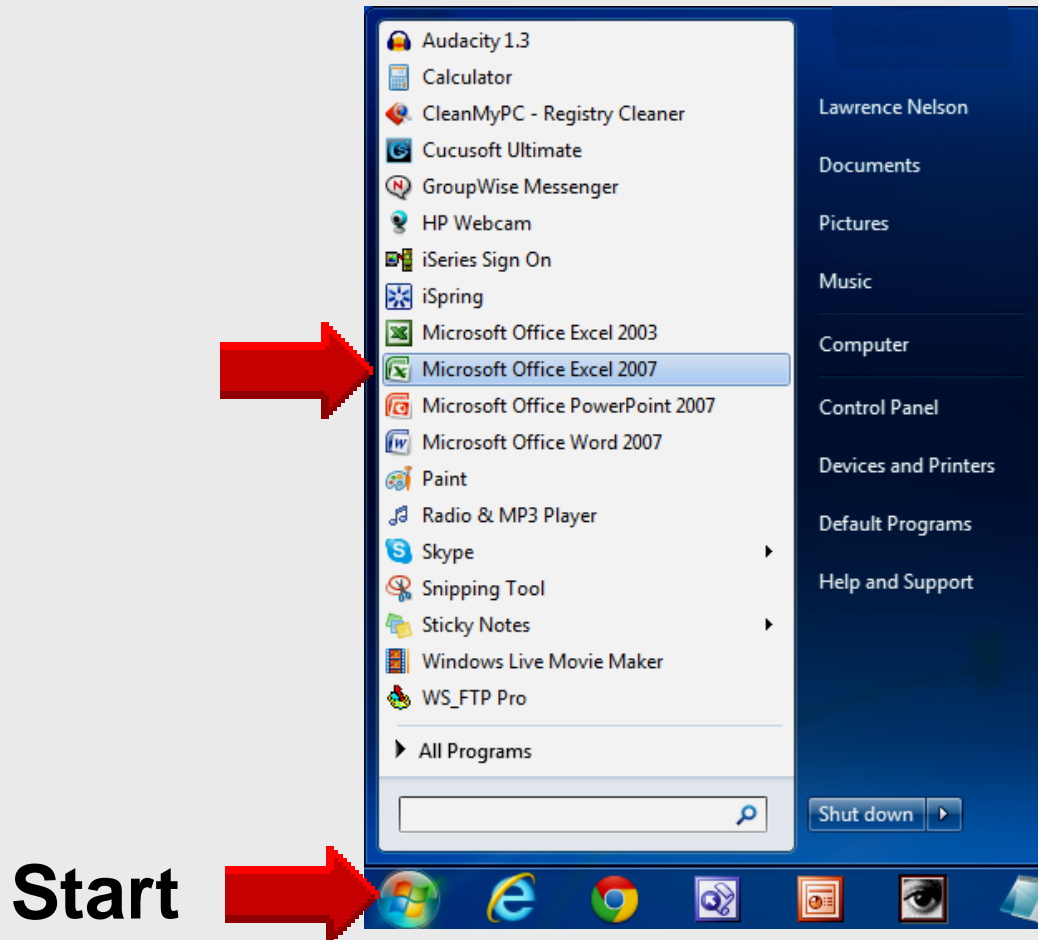 Audacity 1.3
Calculator
CleanMyPC - Registry Cleaner
Cucusoft Ultimate
GroupWise Messenger
HP Webcam
iSeries Sign On
iSpring
Microsoft Office Excel 2003
Microsoft Office Excel 2007
Microsoft Office PowerPoint 2007
Microsoft Office Word 2007
Paint
Radio & MP3 Player
Skype
Snipping Tool
Sticky Notes
Windows Live Movie Maker
WS_FTP Pro
All Programs
Lawrence Nelson
Documents
Pictures
Music
Computer
Control Panel
Devices and Printers
Default Programs
Help and Support
Shut down
Start